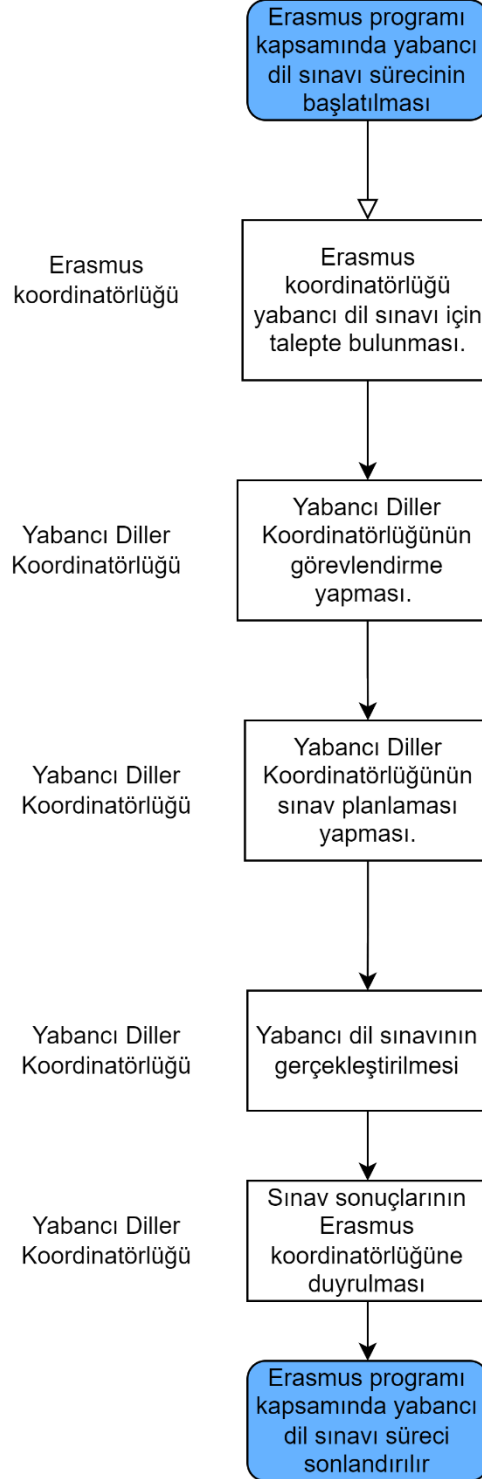 Erasmus programı
kapsamında yabancı
dil sınavı sürecinin
başlatılması
Erasmus
koordinatörlüğü
Erasmus
koordinatörlüğü
yabancı dil sınavı için
talepte bulunması.
Yabancı Diller
Koordinatörlüğü
Yabancı Diller
Koordinatörlüğünün
görevlendirme
yapması.
Yabancı Diller
Koordinatörlüğü
Yabancı Diller
Koordinatörlüğünün
sınav planlaması
yapması.
Yabancı Diller
Koordinatörlüğü
Yabancı dil sınavının
gerçekleştirilmesi
Yabancı Diller
Koordinatörlüğü
Sınav sonuçlarının
Erasmus
koordinatörlüğüne
duyrulması
Erasmus programı
kapsamında yabancı
dil sınavı süreci
sonlandırılır